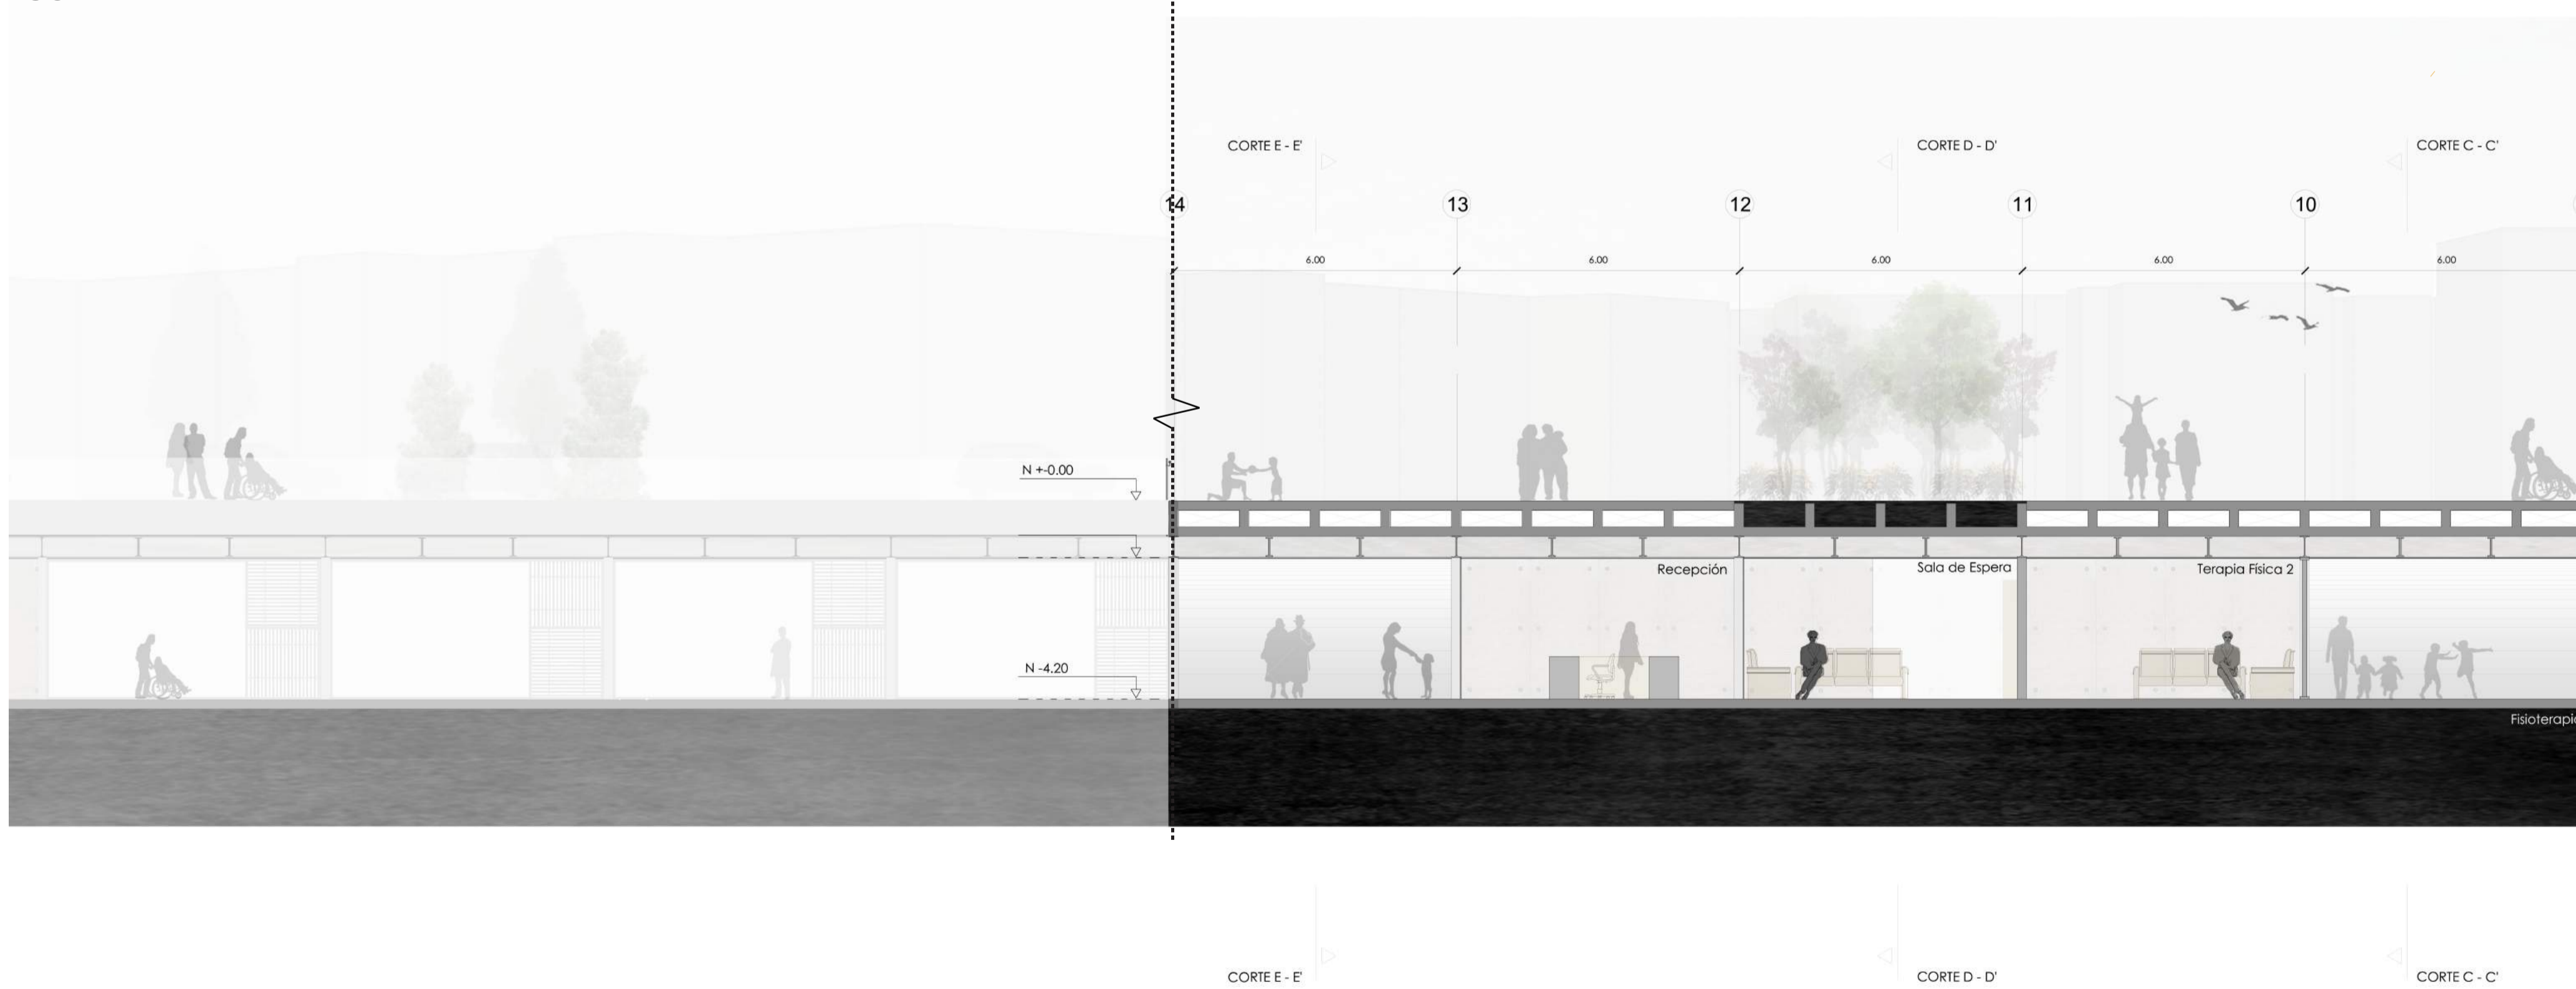 CORTE E - E'
CORTE D - D'
CORTE C - C'
14
13
12
11
10
6.00
6.00
6.00
6.00
6.00
N +-0.00
Recepción
Sala de Espera
Terapia Física 2
N -4.20
CORTE E - E'
CORTE D - D'
CORTE C - C'